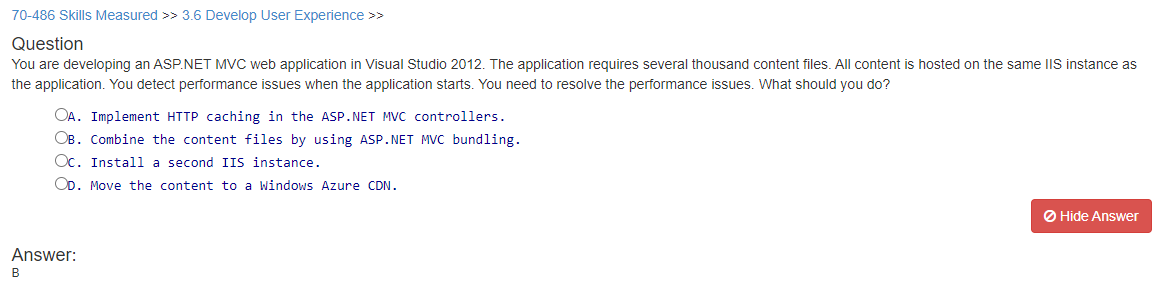 70-486 Skills Measured >> 3.6 Develop User Experience >>
Question
You are developing an ASP.NET MVC web application in Visual Studio 2012. The application requires several thousand content files. All content is hosted on the same IIS instance as
the application. You detect performance issues when the application starts. You need to resolve the performance issues. What should you do?
A. Implement HTTP caching in the ASP.NET MVC controllers.
B. Combine the content files by using ASP.NET MVC bundling.
C. Install a second IIS instance.
D. Move the content to a Windows Azure CDN.
Hide Answer
Answer:
B